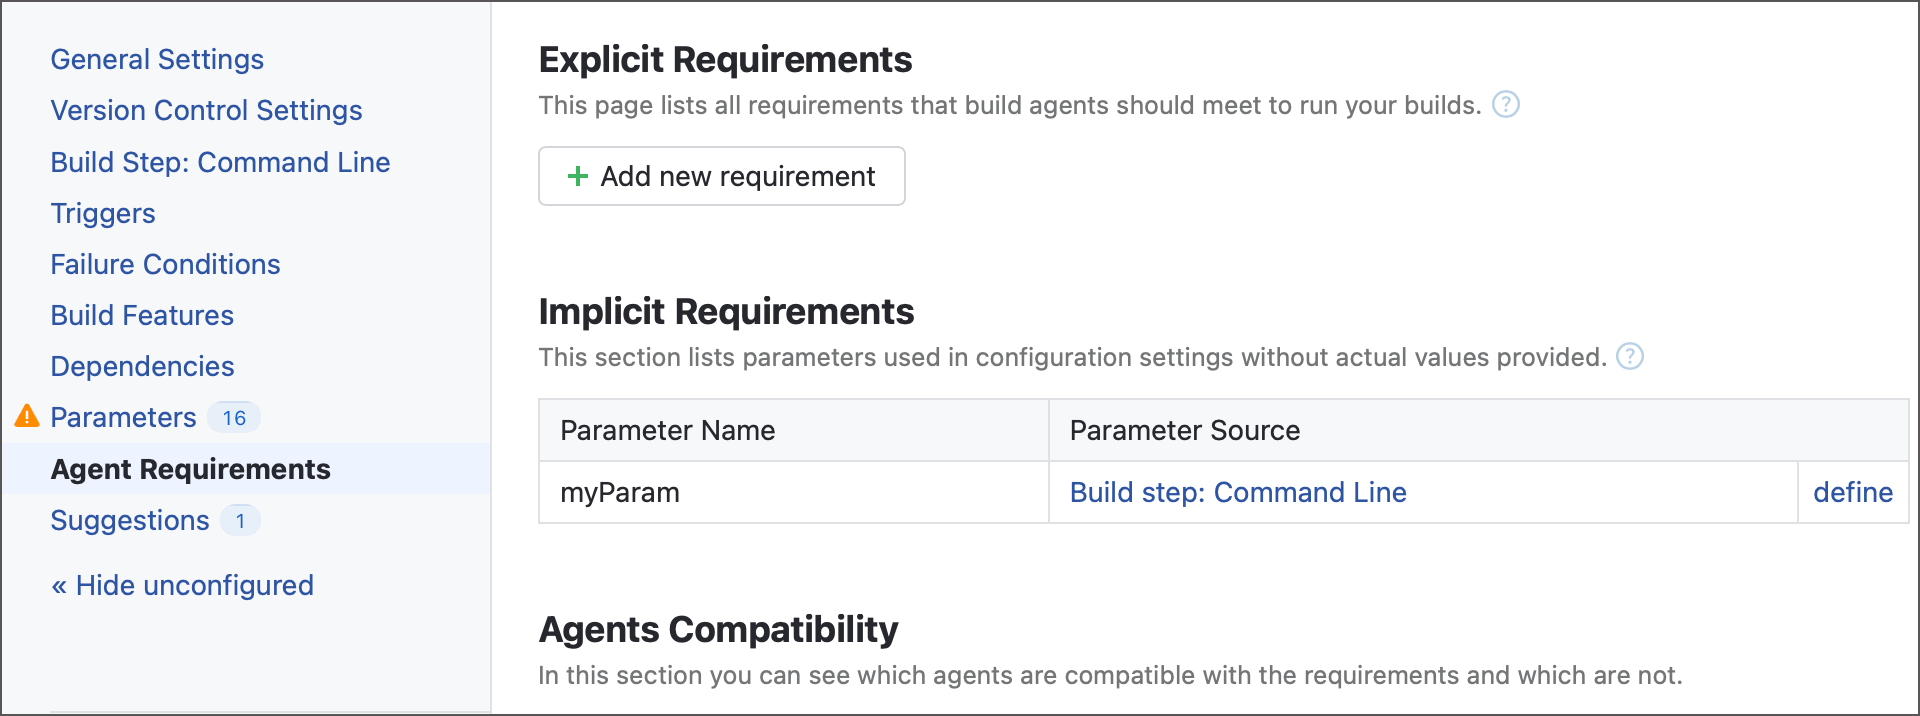 General Settings
Version Control Settings
Build Step: Command Line
Triggers
Failure Conditions
Build Features
Dependencies
Parameters 16
Agent Requirements
Suggestions 1
« Hide unconfigured
Explicit Requirements
This page lists all requirements that build agents should meet to run your builds. ?
+ Add new requirement
Implicit Requirements
This section lists parameters used in configuration settings without actual values provided. ?
Parameter Name Parameter Source
myParam Build step: Command Line define
Agents Compatibility
In this section you can see which agents are compatible with the requirements and which are not.